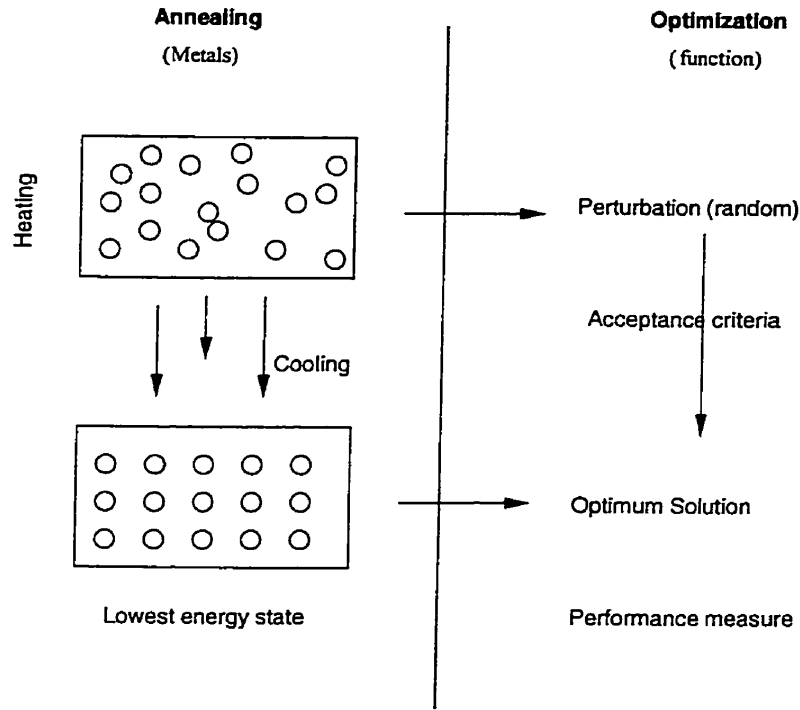 Annealing
(Metals)
Optimization
(function)
Heating
Perturbation (random)
Acceptance criteria
Cooling
Optimum Solution
Lowest energy state
Performance measure